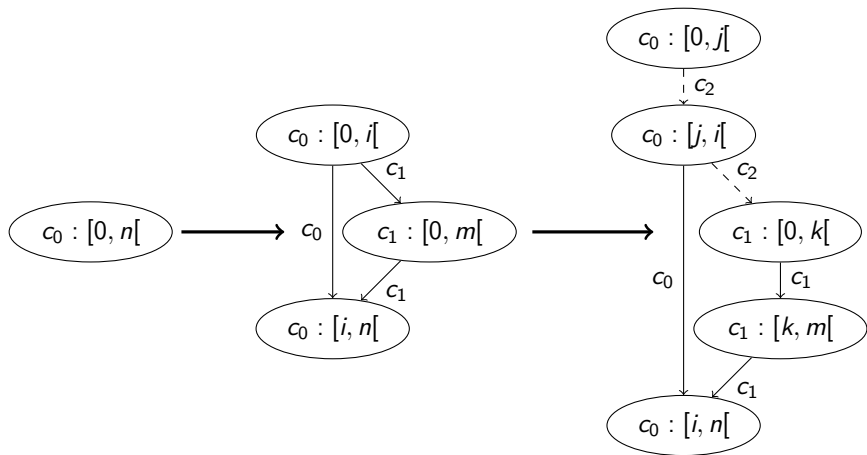 c₀ : [0, n[
c₀ : [0, i[
c₁
c₀
c₁ : [0, m[
c₁
c₀ : [i, n[
c₀ : [0, j[
c₂
c₀ : [j, i[
c₂
c₁ : [0, k[
c₀
c₁
c₁ : [k, m[
c₁
c₀ : [i, n[